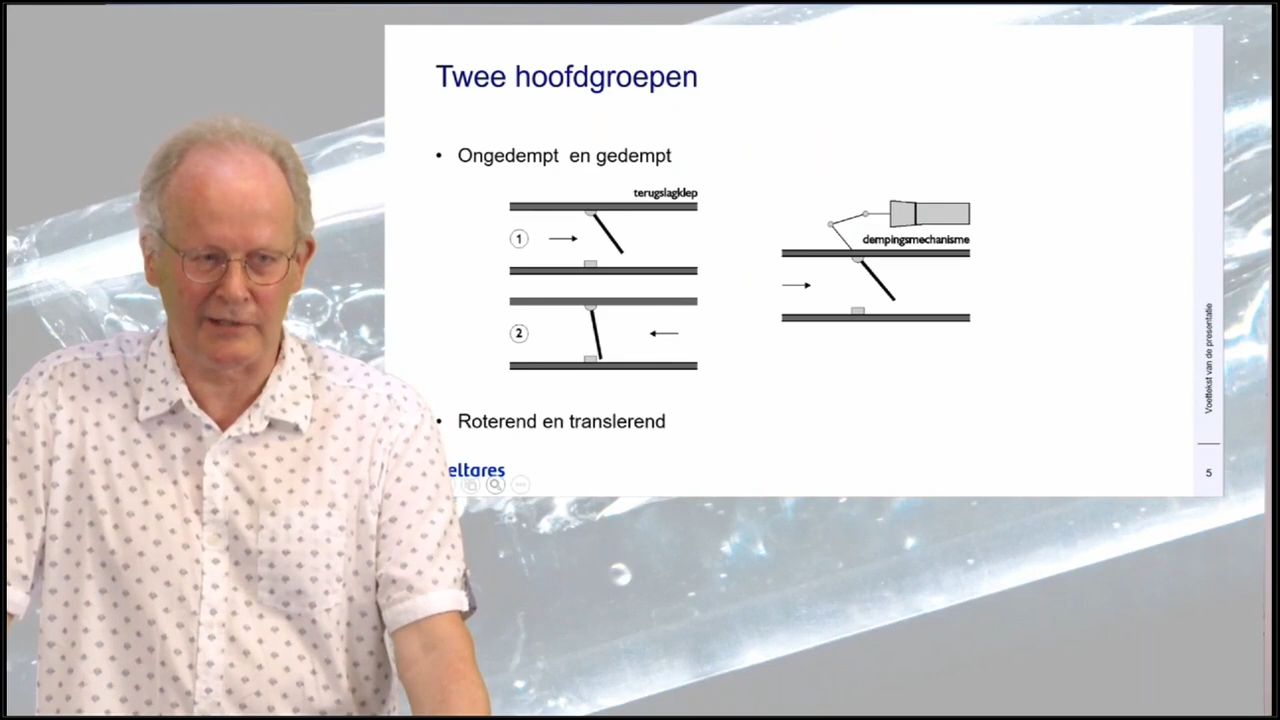 Twee hoofdgroepen
• Ongedempt en gedempt
terugslagklep
1
2
dempingsmechanisme
• Roterend en translerend
eltares
Voettekst van de presentatie
5